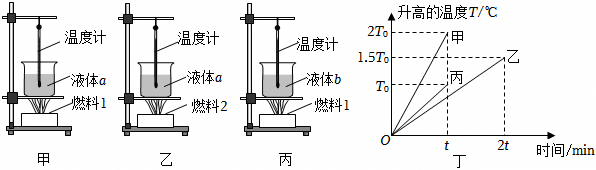 温度计
液体a
燃料1
甲
温度计
液体a
燃料2
乙
温度计
液体b
燃料1
丙
升高的温度T/℃
2T₀
甲
1.5T₀
乙
T₀
丙
O
t
2t
时间/min
丁